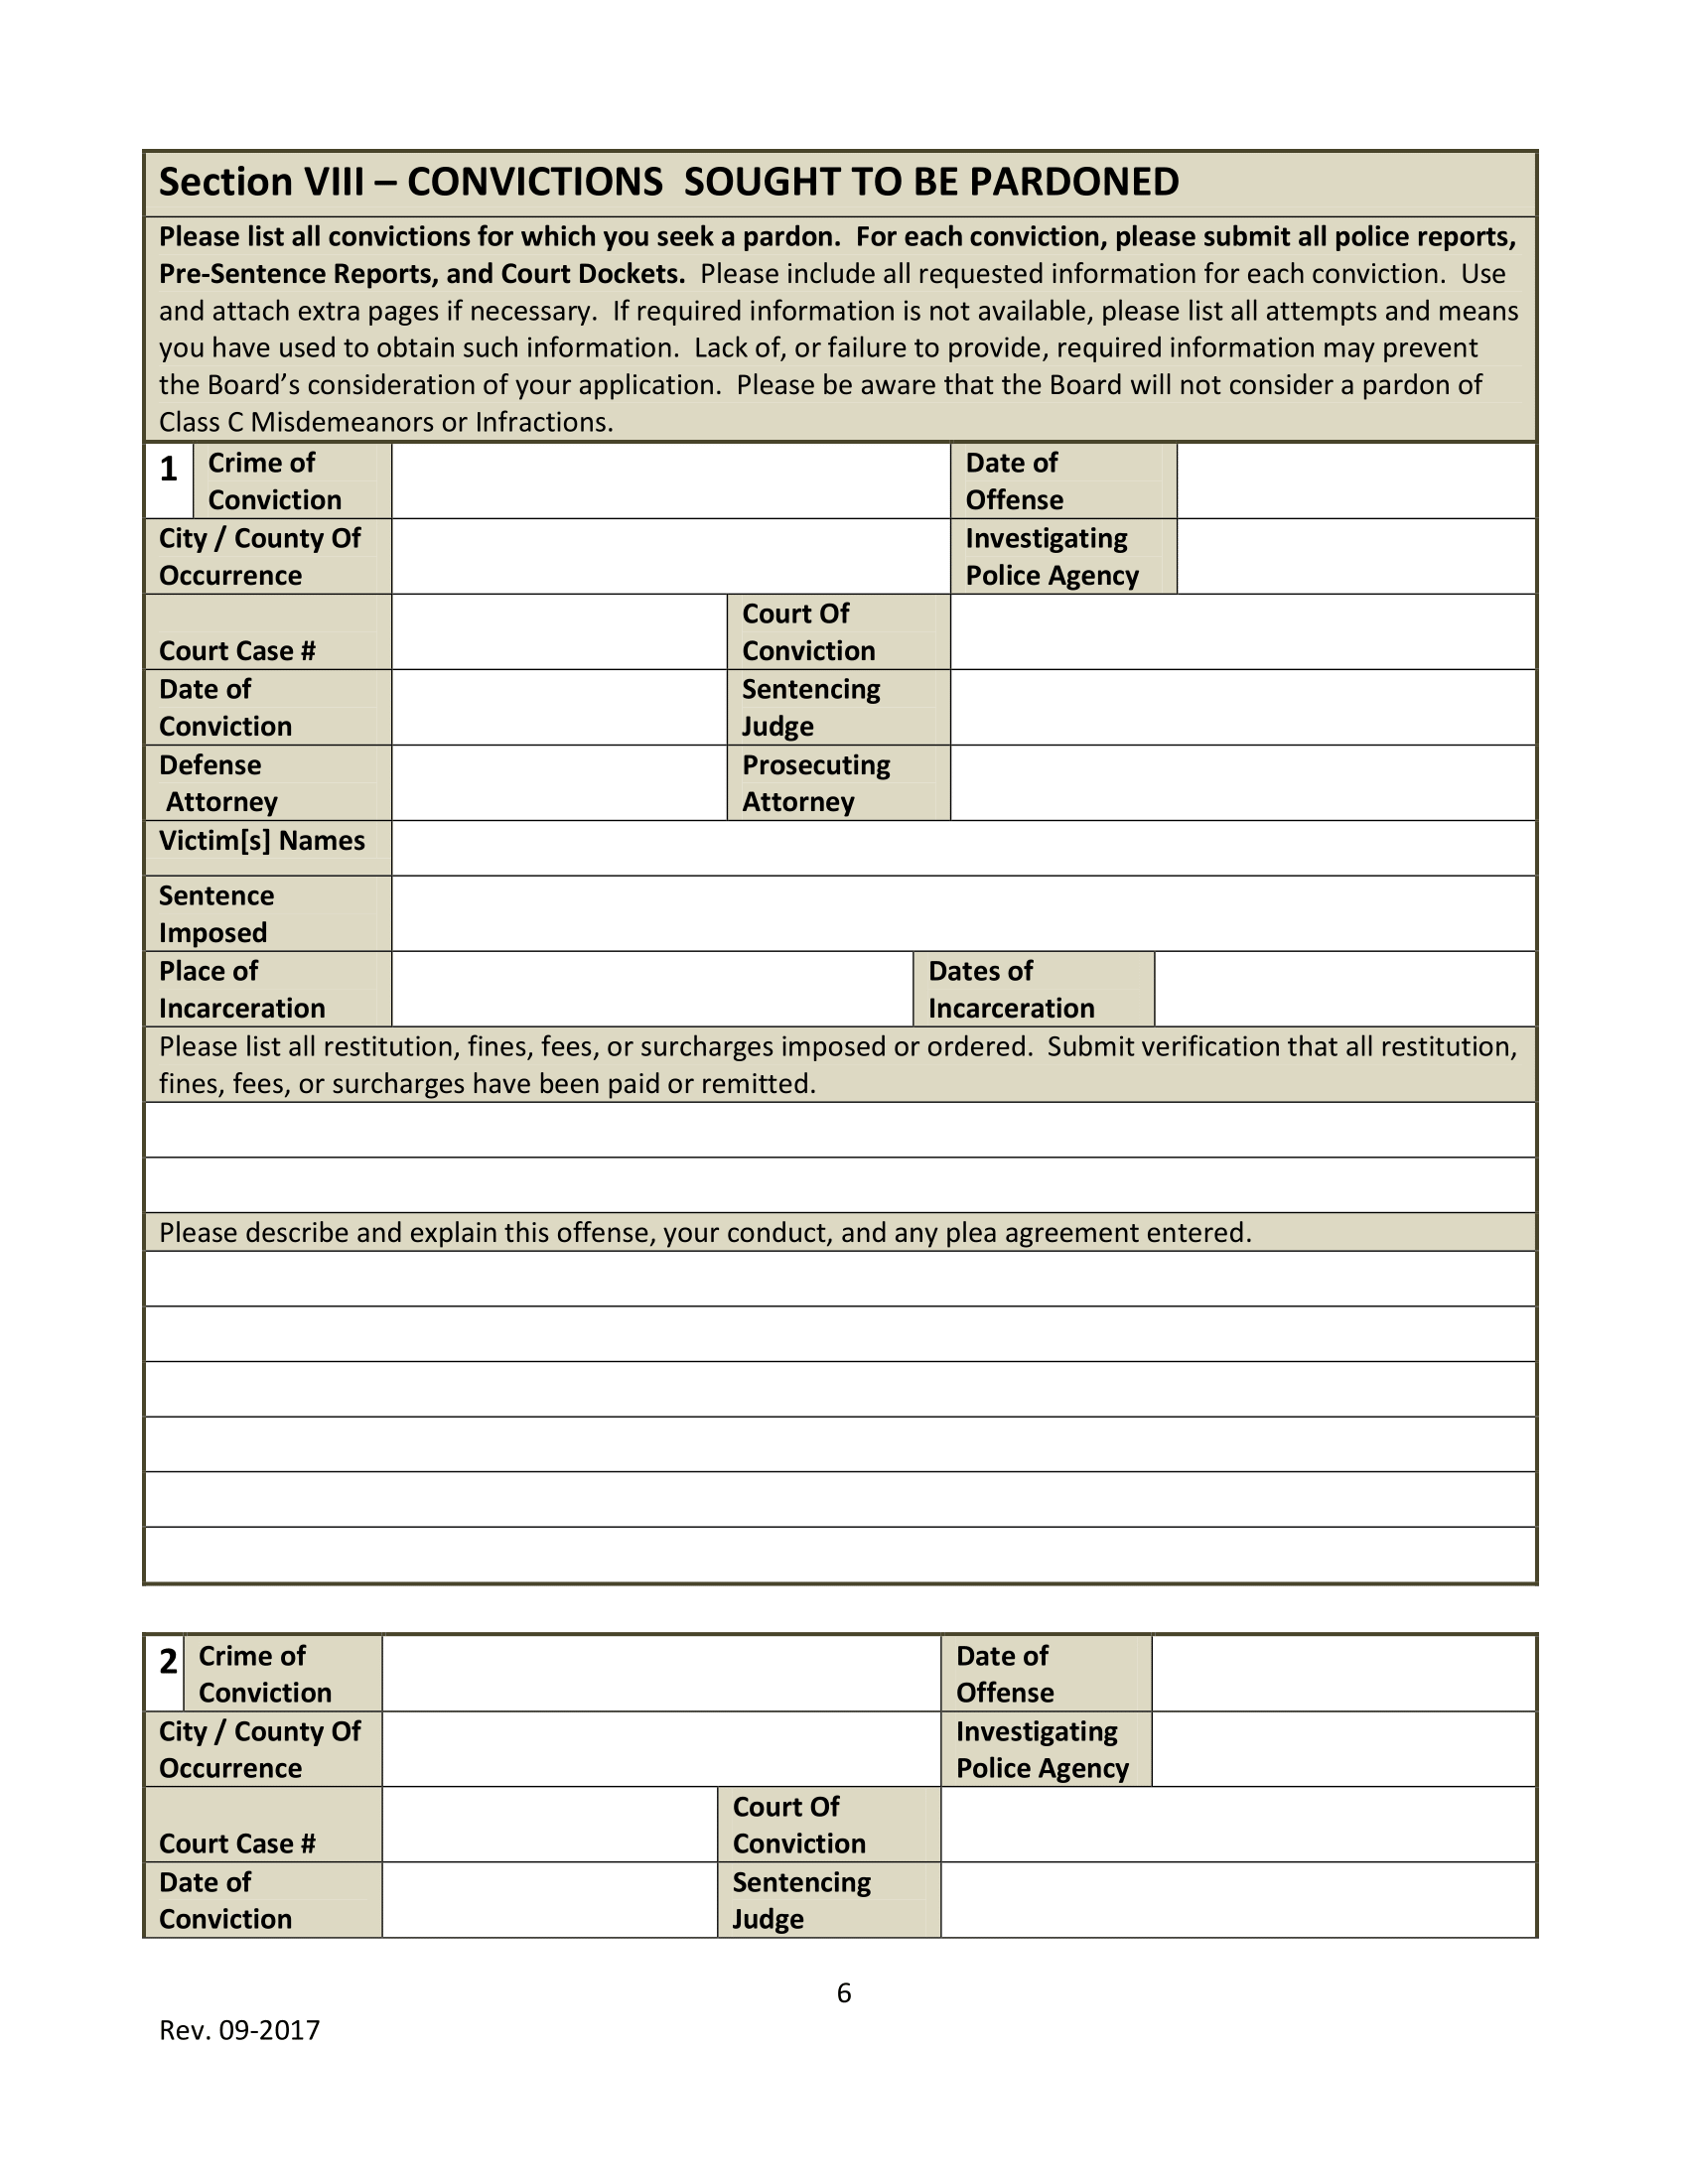 Section VIII – CONVICTIONS  SOUGHT TO BE PARDONED
Please list all convictions for which you seek a pardon.  For each conviction, please submit all police reports,
Pre-Sentence Reports, and Court Dockets.  Please include all requested information for each conviction.  Use
and attach extra pages if necessary.  If required information is not available, please list all attempts and means
you have used to obtain such information.  Lack of, or failure to provide, required information may prevent
the Board’s consideration of your application.  Please be aware that the Board will not consider a pardon of
Class C Misdemeanors or Infractions.
1 Crime of Date of
Conviction Offense
City / County Of Investigating
Occurrence Police Agency
Court Of
Court Case # Conviction
Date of Sentencing
Conviction Judge
Defense Prosecuting
Attorney Attorney
Victim[s] Names
Sentence
Imposed
Place of Dates of
Incarceration Incarceration
Please list all restitution, fines, fees, or surcharges imposed or ordered.  Submit verification that all restitution,
fines, fees, or surcharges have been paid or remitted.
Please describe and explain this offense, your conduct, and any plea agreement entered.
2 Crime of Date of
Conviction Offense
City / County Of Investigating
Occurrence Police Agency
Court Of
Court Case # Conviction
Date of Sentencing
Conviction Judge
6
Rev. 09-2017